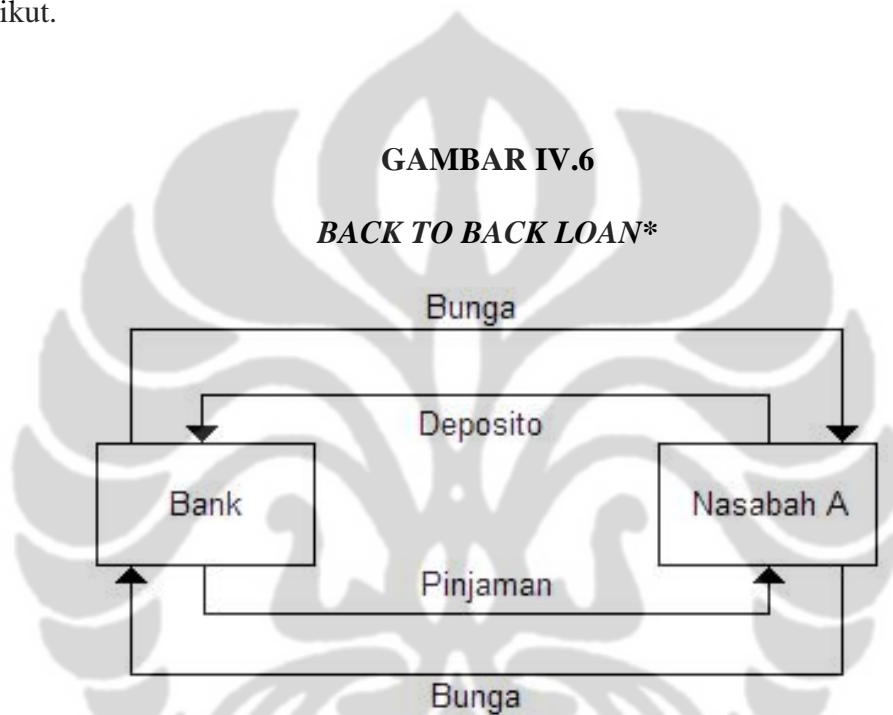 ikut.
GAMBAR IV.6
BACK TO BACK LOAN*
Bunga
Deposito
Bank
Nasabah A
Pinjaman
Bunga